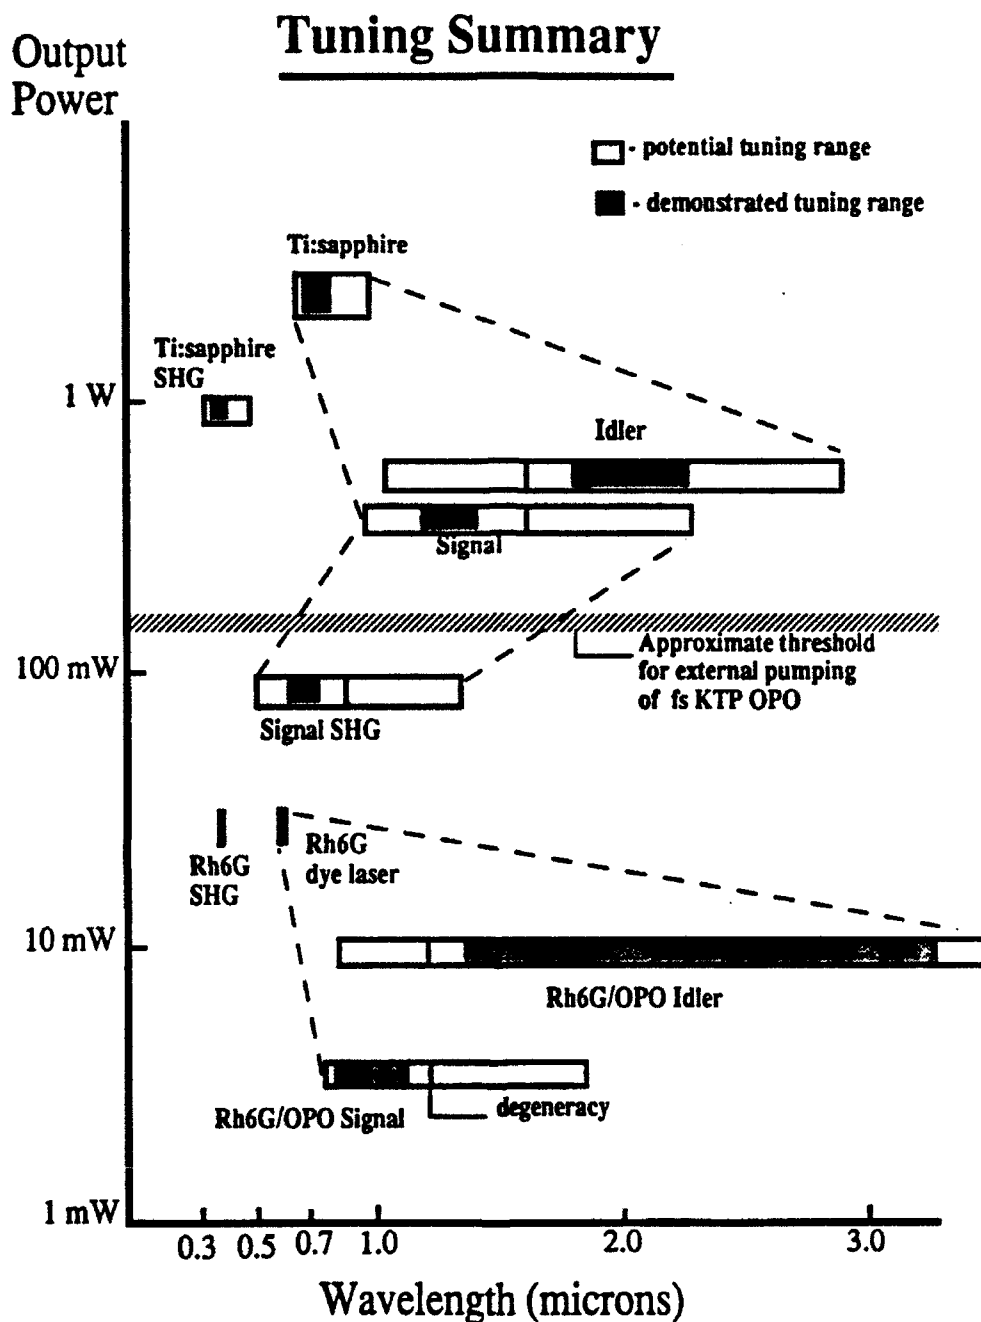 Tuning Summary
Output
Power
- potential tuning range
- demonstrated tuning range
Ti:sapphire
Ti:sapphire
SHG
1 W
Idler
Signal
Approximate threshold
for external pumping
of fs KTP OPO
100 mW
Signal SHG
Rh6G
SHG
Rh6G
dye laser
10 mW
Rh6G/OPO Idler
Rh6G/OPO Signal
degeneracy
1 mW
0.3 0.5 0.7 1.0 2.0 3.0
Wavelength (microns)